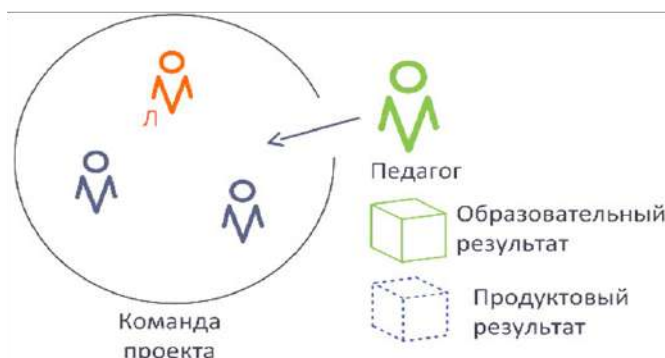 Л
Педагог
Образовательный
результат
Продуктовый
результат
Команда
проекта